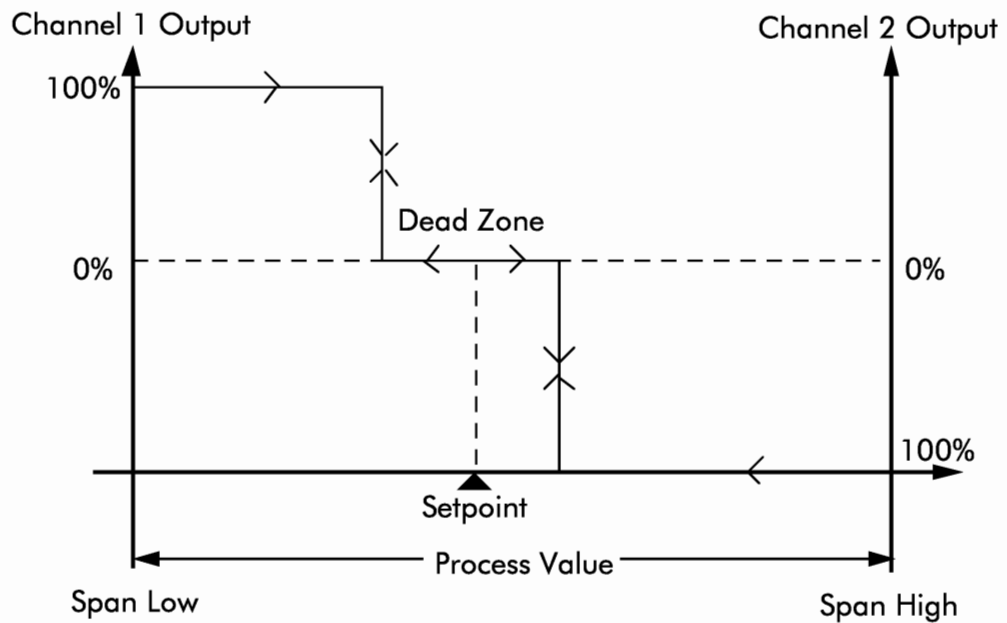 Channel 1 Output
Channel 2 Output
100%
Dead Zone
0%
0%
100%
Setpoint
Process Value
Span Low
Span High